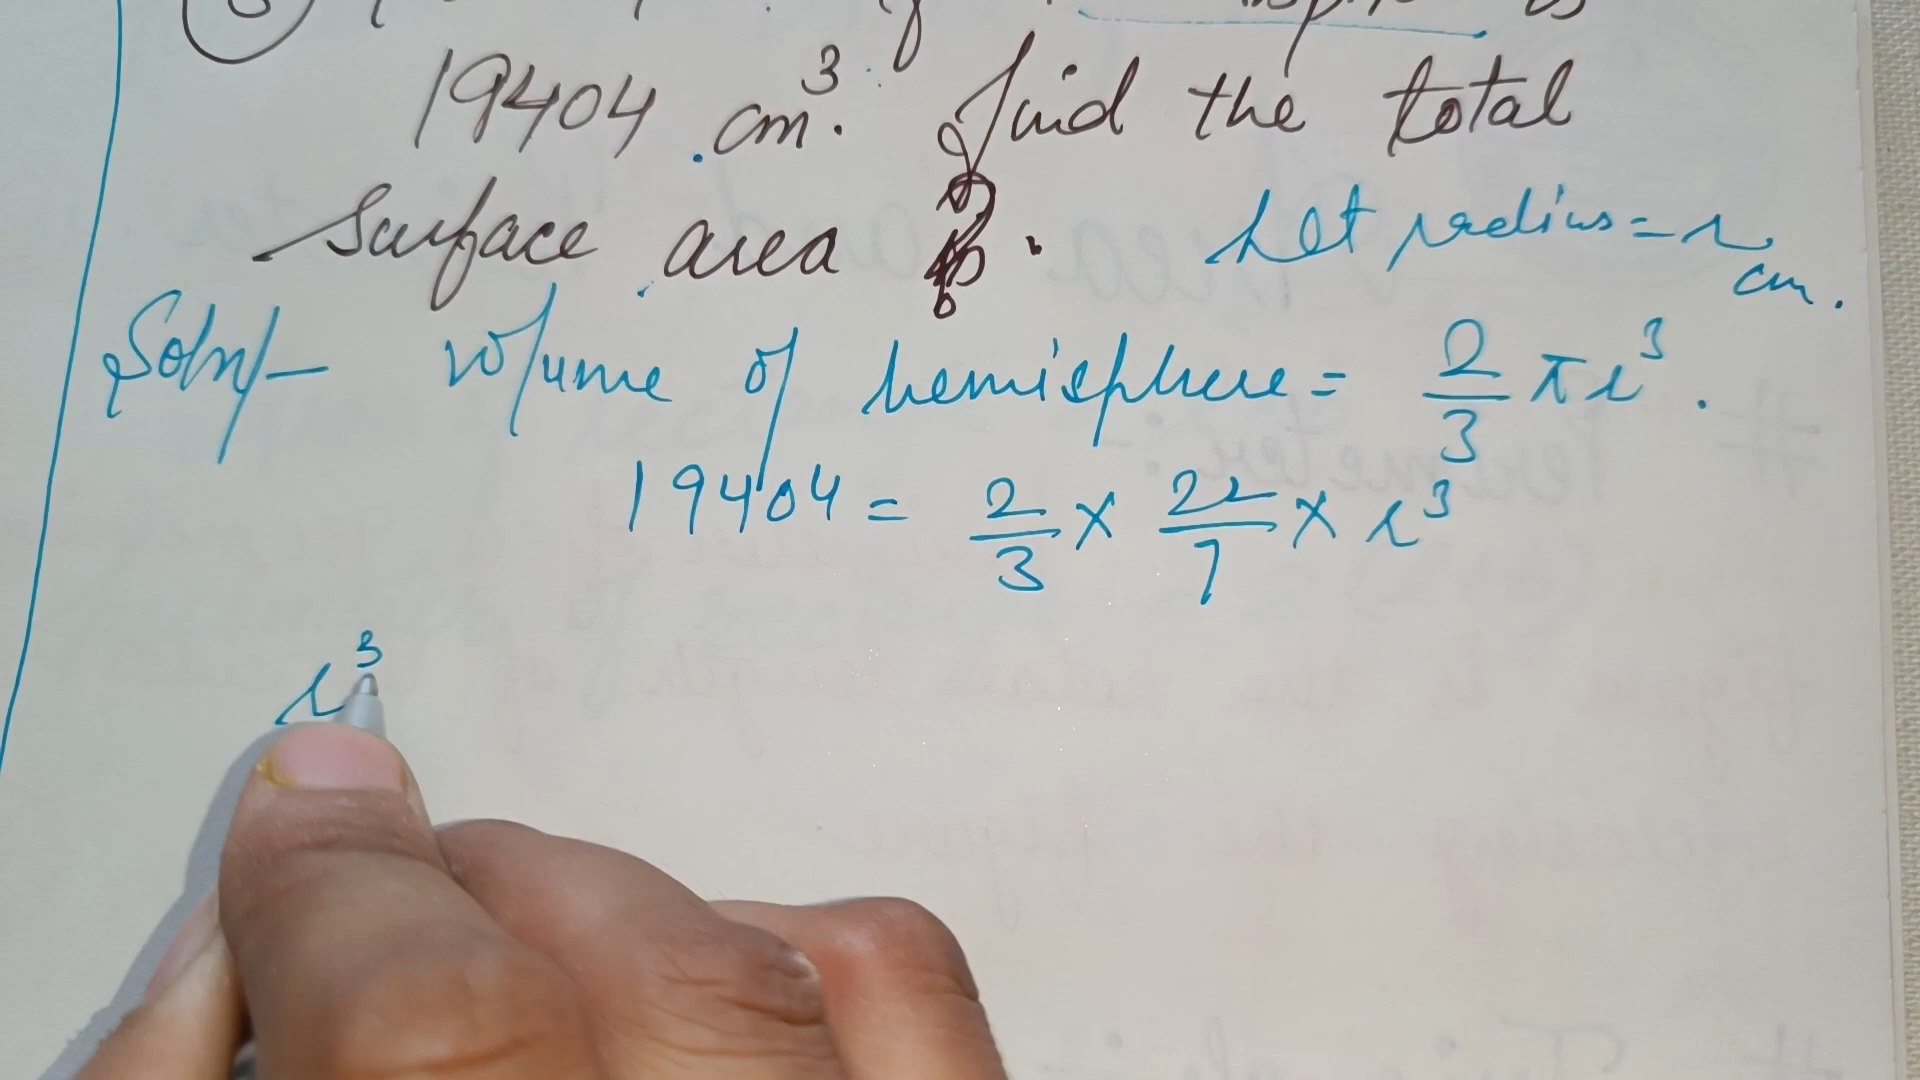 19404 cm³. find the total
surface area
Let radius = r cm.
Soln/- volume of hemisphere = 2/3 πr³.
19404 = 2/3 × 22/7 × r³
r³